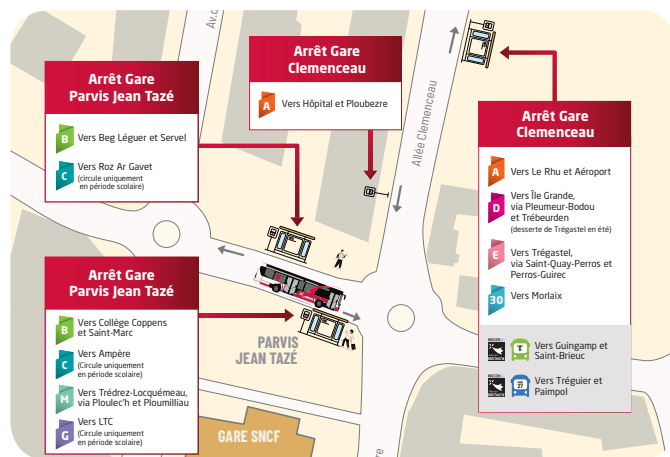 Av.
Arrêt Gare
Parvis Jean Tazé
B Vers Beg Léguer et Servel
C Vers Roz Ar Gavet
(circule uniquement
en période scolaire)
Arrêt Gare
Clemenceau
A Vers Hôpital et Ploubezre
Allée Clemenceau
Arrêt Gare
Clemenceau
A Vers Le Rhu et Aéroport
D Vers Île Grande,
via Pleumeur-Bodou
et Trébeurden
(desserte de Trégastel en été)
E Vers Trégastel,
via Saint-Quay-Perros et
Perros-Guirec
30 Vers Morlaix
Vers Guingamp et
Saint-Brieuc
27 Vers Tréguier et
Paimpol
Arrêt Gare
Parvis Jean Tazé
B Vers Collège Coppens
et Saint-Marc
C Vers Ampère
(Circule uniquement
en période scolaire)
M Vers Trédrez-Locquémeau,
via Ploulec'h et Ploumilliau
G Vers LTC
(Circule uniquement
en période scolaire)
PARVIS
JEAN TAZÉ
GARE SNCF